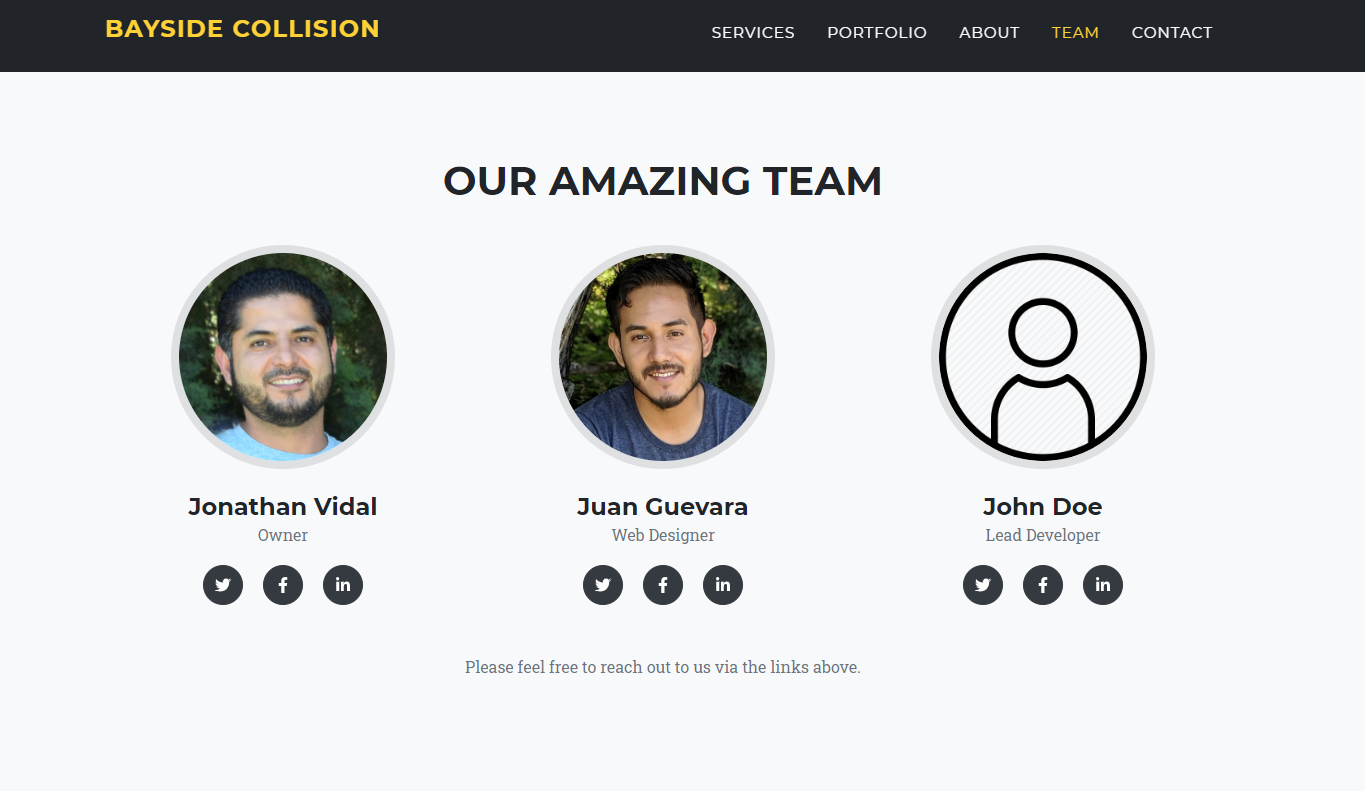 BAYSIDE COLLISION
SERVICES PORTFOLIO ABOUT TEAM CONTACT
OUR AMAZING TEAM
Jonathan Vidal
Owner
Juan Guevara
Web Designer
John Doe
Lead Developer
Please feel free to reach out to us via the links above.